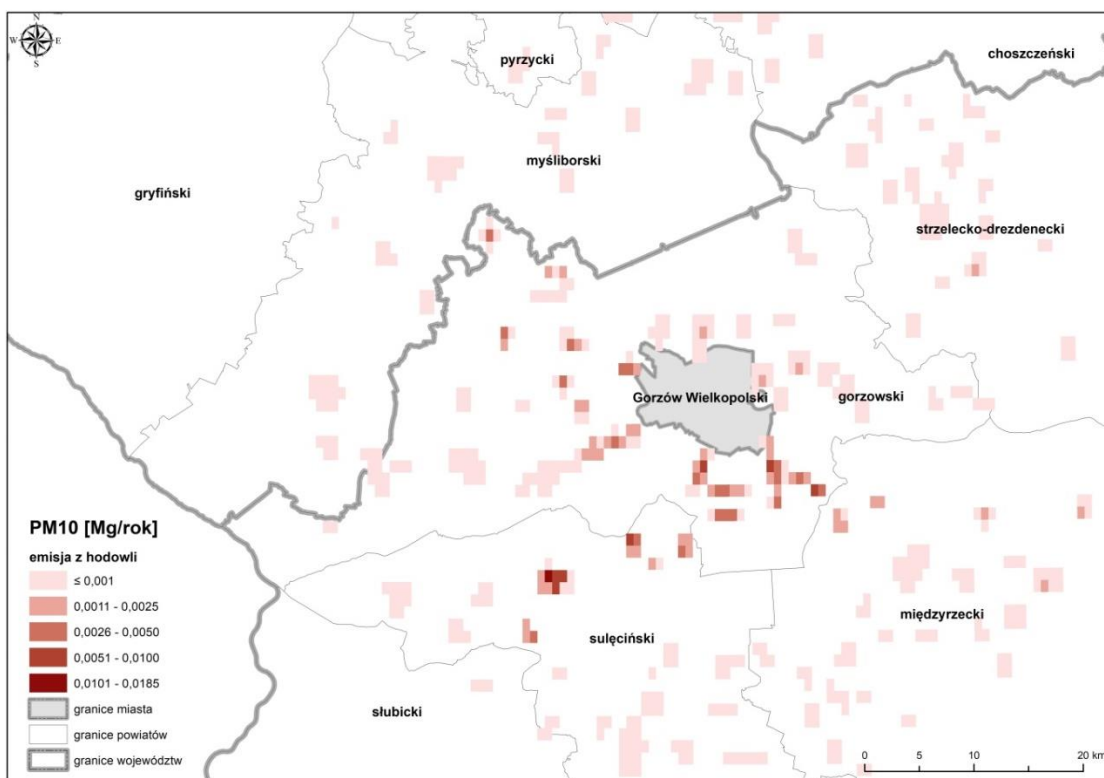 N
W E
S
pyrzycki
choszczeński
myśliborski
gryfiński
strzelecko-drezdenecki
Gorzów Wielkopolski
gorzowski
PM10 [Mg/rok]
emisja z hodowli
≤ 0,001
0,0011 - 0,0025
0,0026 - 0,0050
0,0051 - 0,0100
0,0101 - 0,0185
granice miasta
granice powiatów
granice województw
międzyrzecki
sulęciński
słubicki
0 5 10 20 km